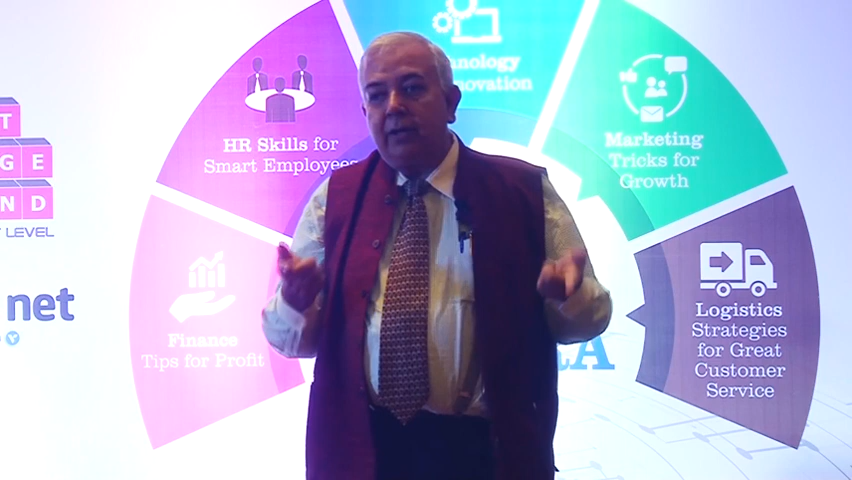 T
GE
ND
LEVEL
net
HR Skills for
Smart Employees
hnology
novation
Marketing
Tricks for
Growth
Finance
Tips for Profit
Logistics
Strategies
for Great
Customer
Service
A